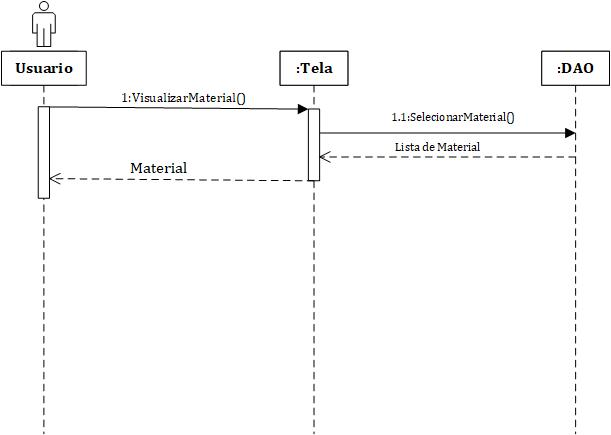 Usuario
:Tela
:DAO
1:VisualizarMaterial()
1.1:SelecionarMaterial()
Lista de Material
Material